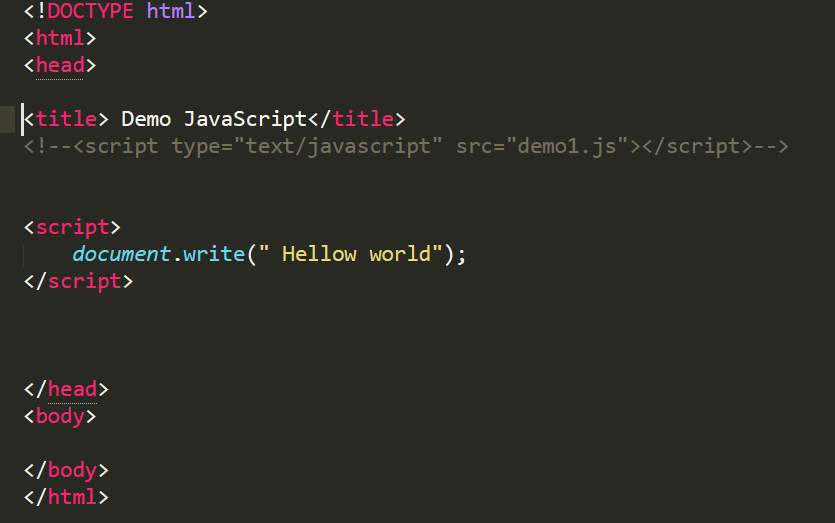 <!DOCTYPE html>
<html>
<head>
<title> Demo JavaScript</title>
<!--<script type="text/javascript" src="demo1.js"></script>-->
<script>
document.write(" Hellow world");
</script>
</head>
<body>
</body>
</html>